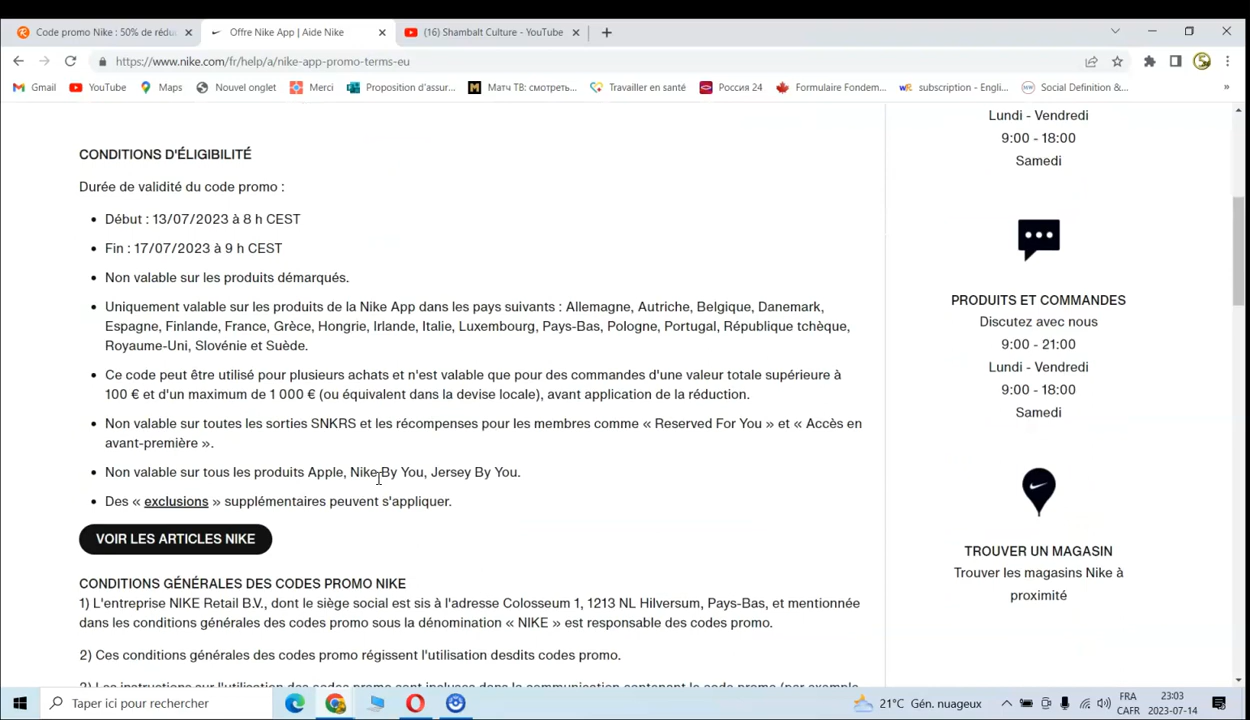 Code promo Nike : 50% de rédu
Offre Nike App | Aide Nike
(16) Shambalt Culture - YouTube
https://www.nike.com/fr/help/a/nike-app-promo-terms-eu
Gmail
YouTube
Maps
Nouvel onglet
Merci
Proposition d'assur...
Матч ТВ: смотреть...
Travailler en santé
Россия 24
Formulaire Fondem...
subscription - Engli...
Social Definition &...
CONDITIONS D'ÉLIGIBILITÉ
Durée de validité du code promo :
• Début : 13/07/2023 à 8 h CEST
• Fin : 17/07/2023 à 9 h CEST
• Non valable sur les produits démarqués.
• Uniquement valable sur les produits de la Nike App dans les pays suivants : Allemagne, Autriche, Belgique, Danemark,
Espagne, Finlande, France, Grèce, Hongrie, Irlande, Italie, Luxembourg, Pays-Bas, Pologne, Portugal, République tchèque,
Royaume-Uni, Slovénie et Suède.
• Ce code peut être utilisé pour plusieurs achats et n'est valable que pour des commandes d'une valeur totale supérieure à
100 € et d'un maximum de 1 000 € (ou équivalent dans la devise locale), avant application de la réduction.
• Non valable sur toutes les sorties SNKRS et les récompenses pour les membres comme « Reserved For You » et « Accès en
avant-première ».
• Non valable sur tous les produits Apple, Nike By You, Jersey By You.
• Des « exclusions » supplémentaires peuvent s'appliquer.
VOIR LES ARTICLES NIKE
CONDITIONS GÉNÉRALES DES CODES PROMO NIKE
1) L'entreprise NIKE Retail B.V., dont le siège social est sis à l'adresse Colosseum 1, 1213 NL Hilversum, Pays-Bas, et mentionnée
dans les conditions générales des codes promo sous la dénomination « NIKE » est responsable des codes promo.
2) Ces conditions générales des codes promo régissent l'utilisation desdits codes promo.
Lundi - Vendredi
9:00 - 18:00
Samedi
PRODUITS ET COMMANDES
Discutez avec nous
9:00 - 21:00
Lundi - Vendredi
9:00 - 18:00
Samedi
TROUVER UN MAGASIN
Trouver les magasins Nike à
proximité
Taper ici pour rechercher
21°C Gén. nuageux
FRA
CAFR
23:03
2023-07-14